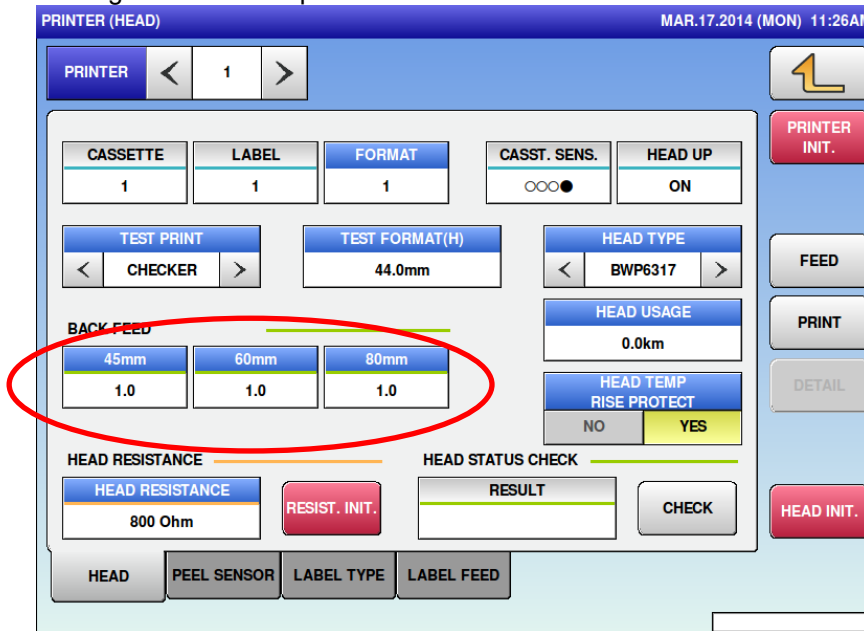 PRINTER (HEAD) MAR.17.2014 (MON) 11:26AM
PRINTER < 1 >
PRINTER INIT.
CASSETTE LABEL FORMAT CASST. SENS. HEAD UP
1 1 1 ○○○● ON
TEST PRINT TEST FORMAT(H) HEAD TYPE
< CHECKER > 44.0mm < BWP6317 >
FEED
HEAD USAGE
0.0km
PRINT
BACK FEED
45mm 60mm 80mm
1.0 1.0 1.0
HEAD TEMP
RISE PROTECT
NO YES
DETAIL
HEAD RESISTANCE HEAD STATUS CHECK
HEAD RESISTANCE RESULT
800 Ohm RESIST. INIT. CHECK HEAD INIT.
HEAD PEEL SENSOR LABEL TYPE LABEL FEED